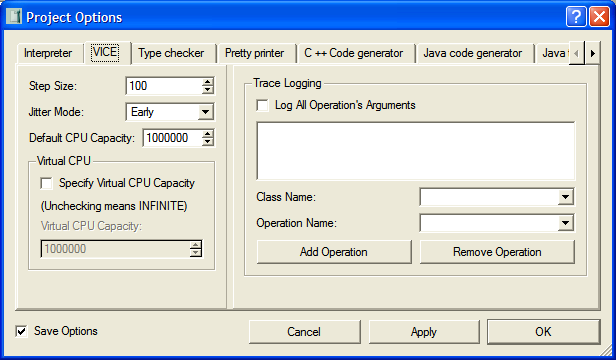 Project Options
Interpreter VICE Type checker Pretty printer C ++ Code generator Java code generator Java
Step Size: 100
Jitter Mode: Early
Default CPU Capacity: 1000000
Virtual CPU
Specify Virtual CPU Capacity
(Unchecking means INFINITE)
Virtual CPU Capacity:
1000000
Trace Logging
Log All Operation's Arguments
Class Name:
Operation Name:
Add Operation Remove Operation
Save Options Cancel Apply OK